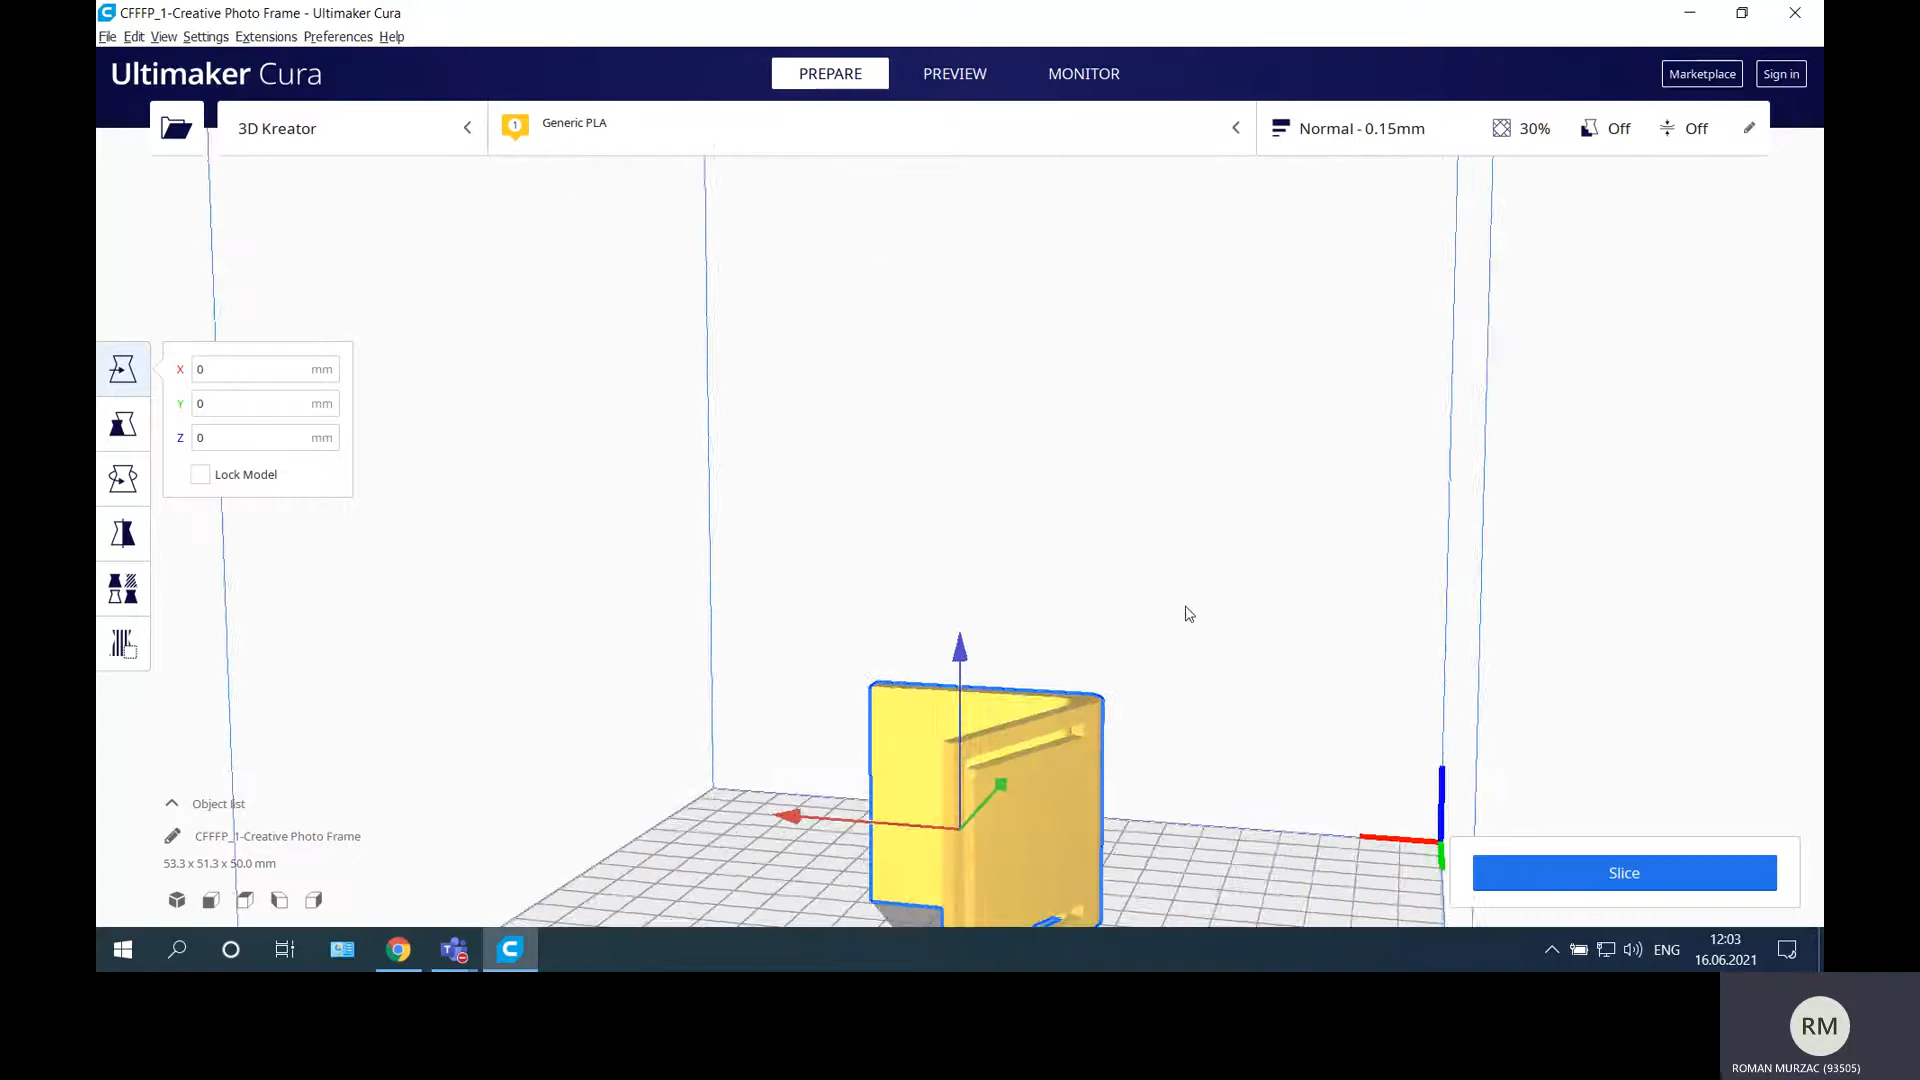 CFFFP_1-Creative Photo Frame - Ultimaker Cura
File Edit View Settings Extensions Preferences Help
Ultimaker Cura
PREPARE
PREVIEW
MONITOR
Marketplace
Sign in
3D Kreator
1
Generic PLA
Normal - 0.15mm
30%
Off
Off
X 0 mm
Y 0 mm
Z 0 mm
Lock Model
Object list
CFFFP_1-Creative Photo Frame
53.3 x 51.3 x 50.0 mm
Slice
ENG
12:03
16.06.2021
RM
ROMAN MURZAC (93505)